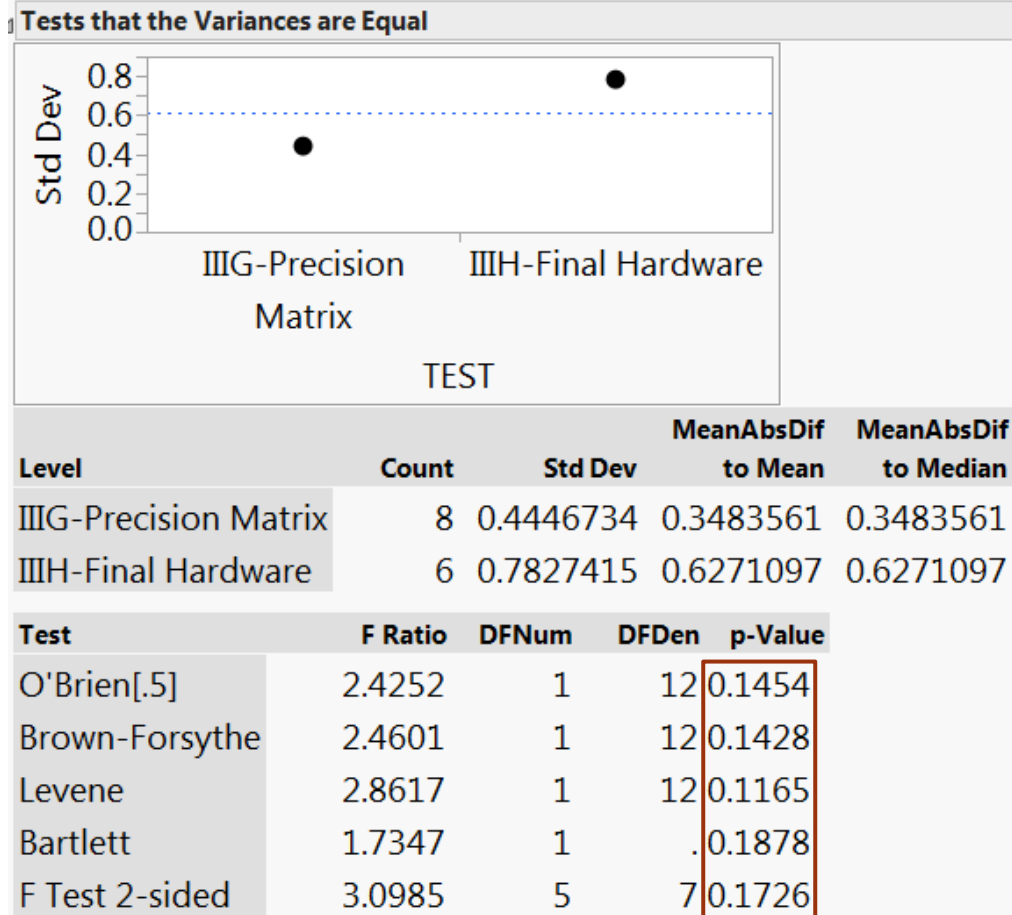 Tests that the Variances are Equal
Std Dev
0.8
0.6
0.4
0.2
0.0
IIIG-Precision Matrix
IIIH-Final Hardware
TEST
Level Count Std Dev MeanAbsDif to Mean MeanAbsDif to Median
IIIG-Precision Matrix 8 0.4446734 0.3483561 0.3483561
IIIH-Final Hardware 6 0.7827415 0.6271097 0.6271097
Test F Ratio DFNum DFDen p-Value
O'Brien[.5] 2.4252 1 12 0.1454
Brown-Forsythe 2.4601 1 12 0.1428
Levene 2.8617 1 12 0.1165
Bartlett 1.7347 1 . 0.1878
F Test 2-sided 3.0985 5 7 0.1726